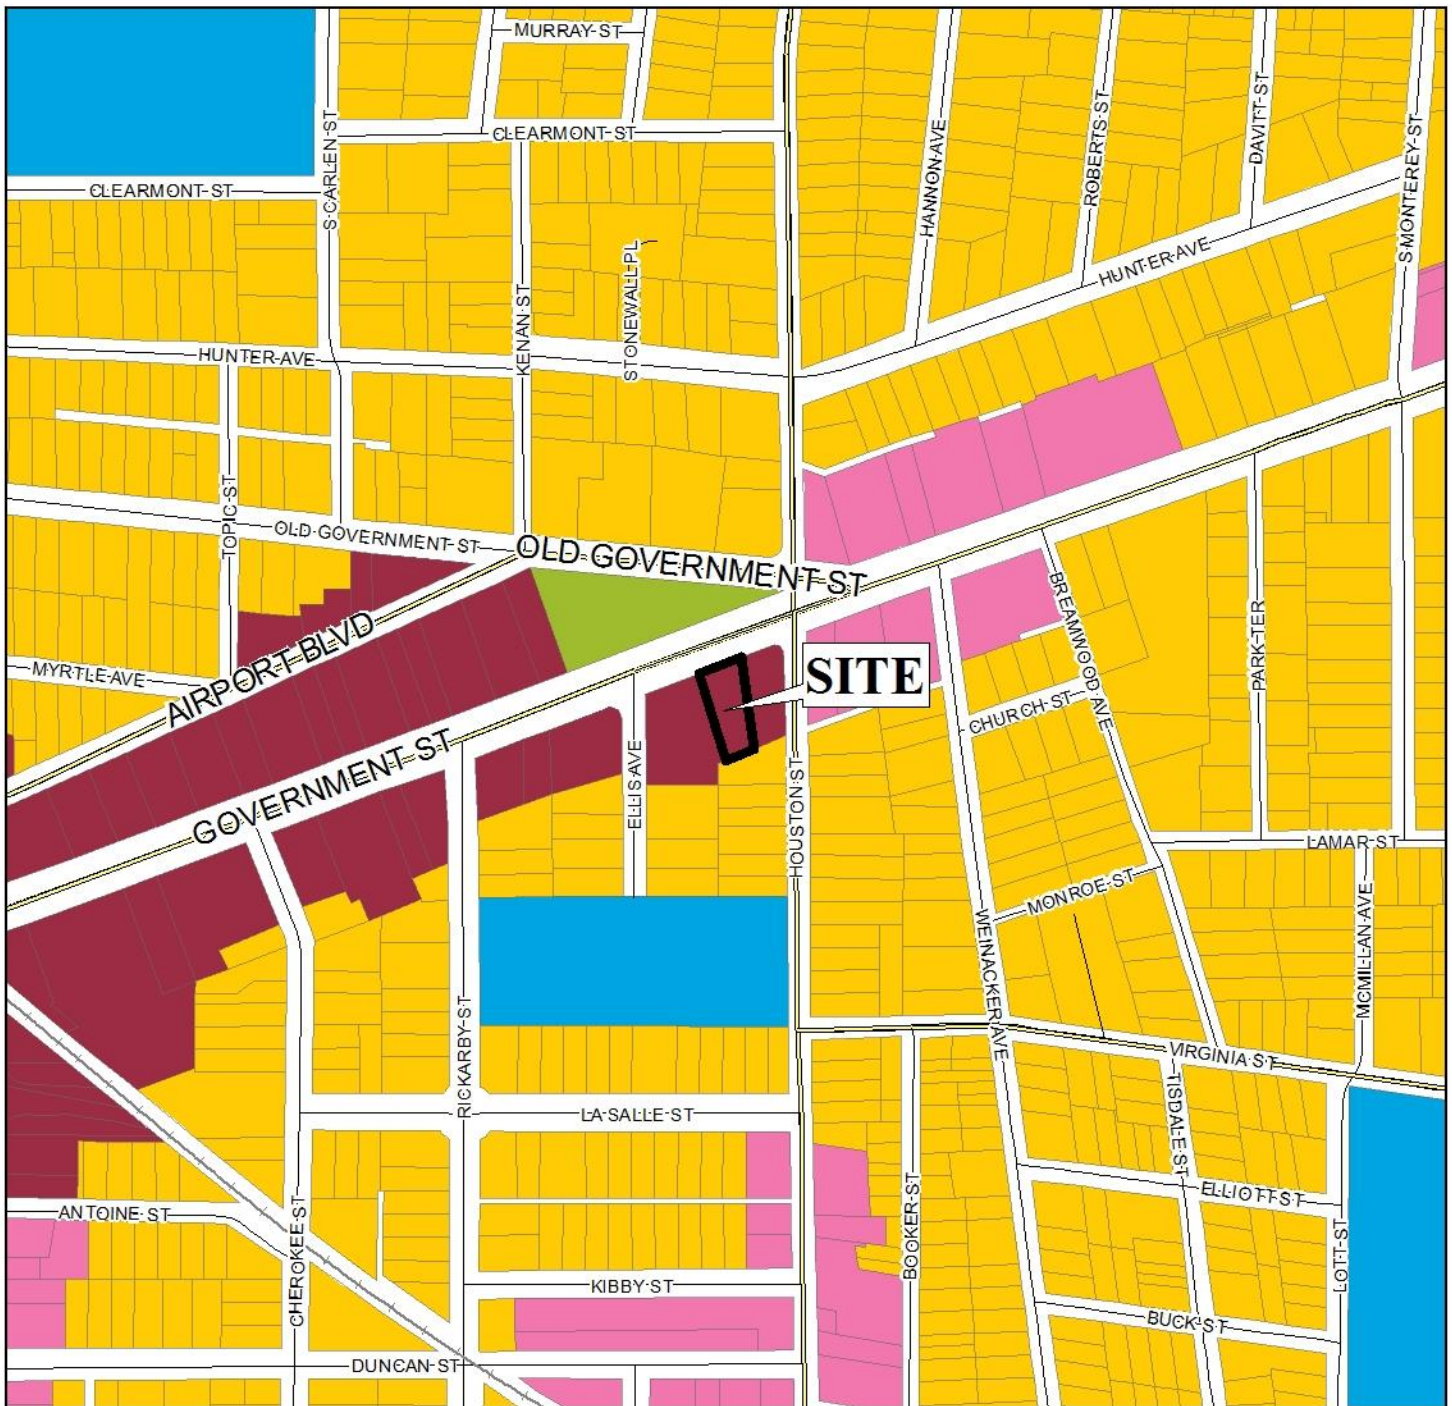 MURRAY ST
CLEARMONT ST
CLEARMONT ST
S CARLEN ST
HANNON AVE
ROBERTS ST
DAVITT ST
S MONTEREY ST
STONEWALL PL
KENAN ST
HUNTER AVE
HUNTER AVE
TOPIC ST
OLD GOVERNMENT ST
OLD GOVERNMENT ST
BREAMWOOD AVE
PARK TER
MYRTLE AVE
AIRPORT BLVD
SITE
CHURCH ST
GOVERNMENT ST
ELLIS AVE
HOUSTON ST
LAMAR ST
MONROE ST
WEINACKER AVE
MCMILLAN AVE
RICKARBY ST
VIRGINIA ST
TISDALE ST
LA SALLE ST
ELLIOTT ST
ANTOINE ST
CHEROKEE ST
BOOKER ST
LOTT ST
KIBBY ST
BUCK ST
DUNCAN ST